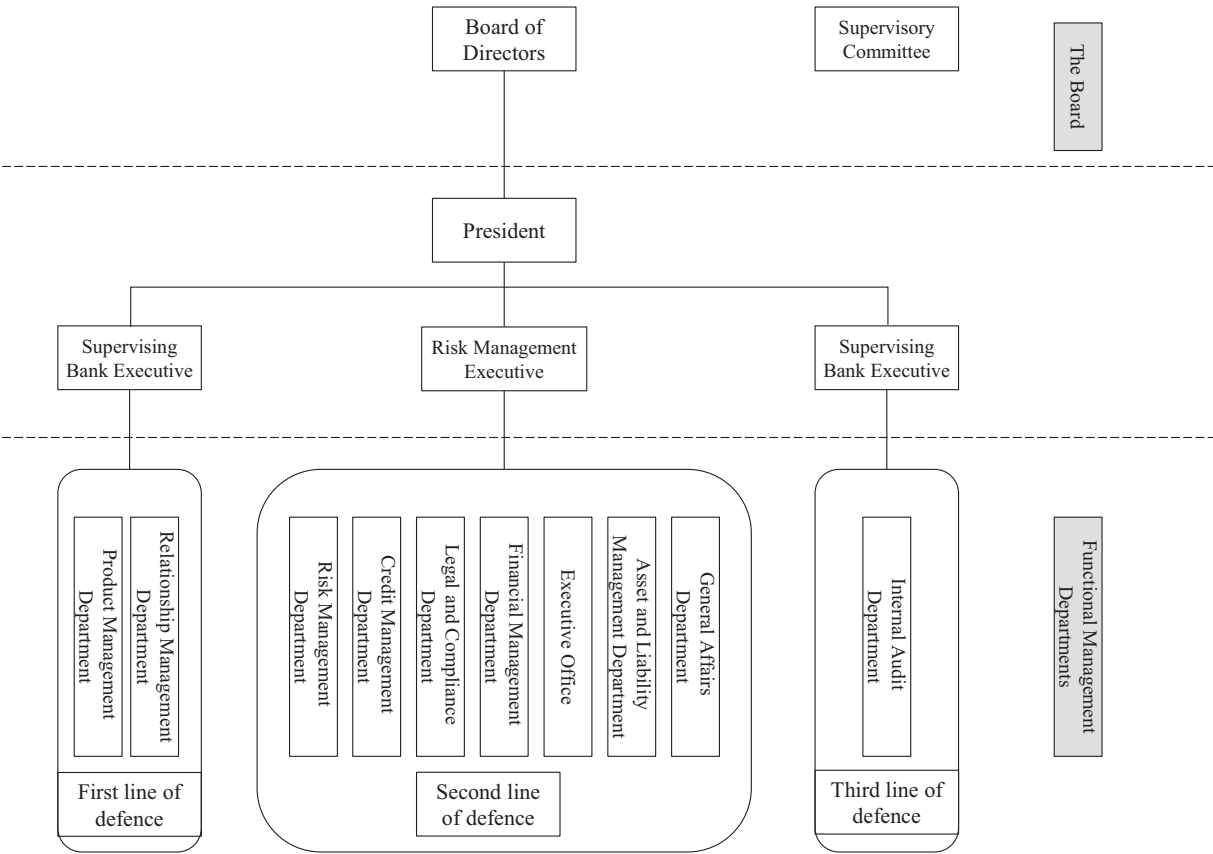 Board of
Directors
Supervisory
Committee
The Board
President
Supervising
Bank Executive
Risk Management
Executive
Supervising
Bank Executive
Product Management
Department
Relationship Management
Department
Risk Management
Department
Credit Management
Department
Legal and Compliance
Department
Financial Management
Department
Executive Office
Asset and Liability
Management Department
General Affairs
Department
Internal Audit
Department
Functional Management
Departments
First line of
defence
Second line
of defence
Third line of
defence